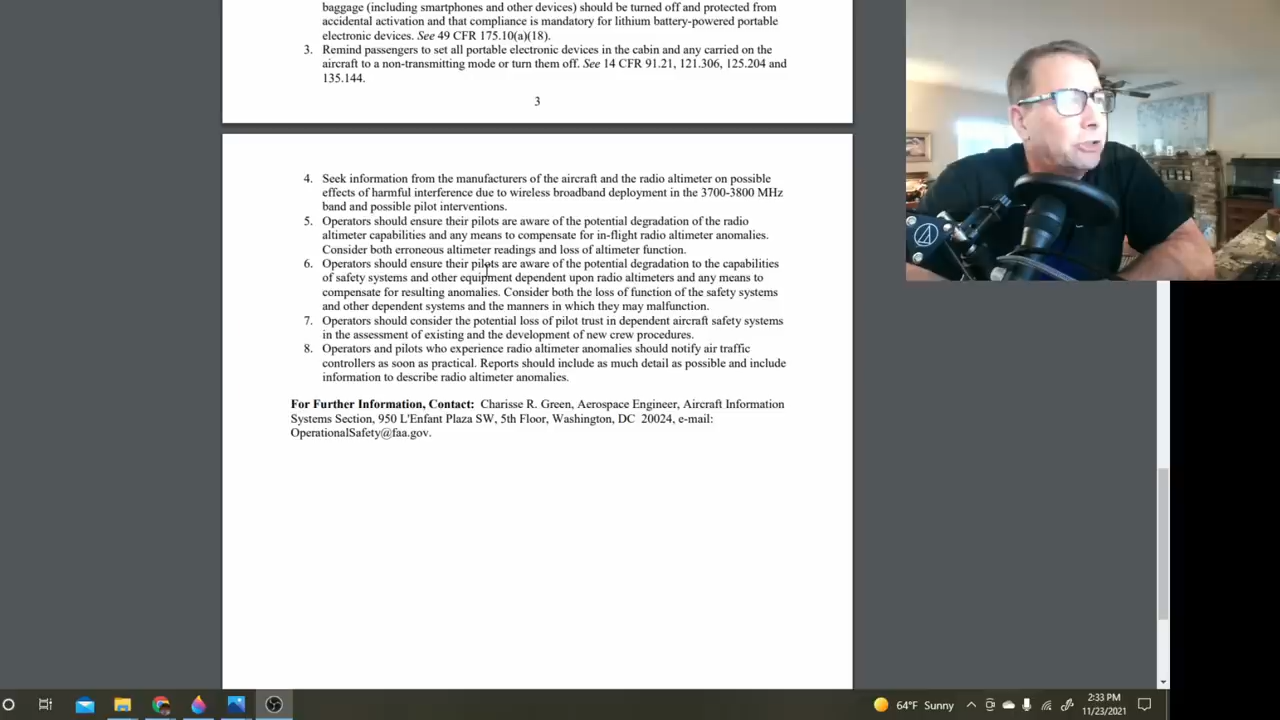 baggage (including smartphones and other devices) should be turned off and protected from
accidental activation and that compliance is mandatory for lithium battery-powered portable
electronic devices. See 49 CFR 175.10(a)(18).
3. Remind passengers to set all portable electronic devices in the cabin and any carried on the
aircraft to a non-transmitting mode or turn them off. See 14 CFR 91.21, 121.306, 125.204 and
135.144.
3
4. Seek information from the manufacturers of the aircraft and the radio altimeter on possible
effects of harmful interference due to wireless broadband deployment in the 3700-3800 MHz
band and possible pilot interventions.
5. Operators should ensure their pilots are aware of the potential degradation of the radio
altimeter capabilities and any means to compensate for in-flight radio altimeter anomalies.
Consider both erroneous altimeter readings and loss of altimeter function.
6. Operators should ensure their pilots are aware of the potential degradation to the capabilities
of safety systems and other equipment dependent upon radio altimeters and any means to
compensate for resulting anomalies. Consider both the loss of function of the safety systems
and other dependent systems and the manners in which they may malfunction.
7. Operators should consider the potential loss of pilot trust in dependent aircraft safety systems
in the assessment of existing and the development of new crew procedures.
8. Operators and pilots who experience radio altimeter anomalies should notify air traffic
controllers as soon as practical. Reports should include as much detail as possible and include
information to describe radio altimeter anomalies.
For Further Information, Contact: Charisse R. Green, Aerospace Engineer, Aircraft Information
Systems Section, 950 L'Enfant Plaza SW, 5th Floor, Washington, DC 20024, e-mail:
OperationalSafety@faa.gov.
64°F Sunny
2:33 PM
11/23/2021